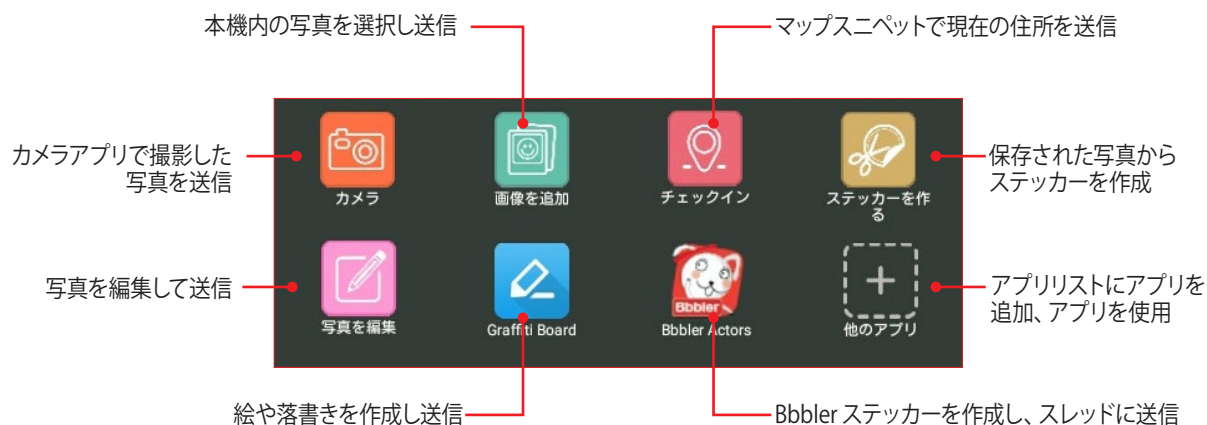 本機内の写真を選択し送信
マップスニペットで現在の住所を送信
カメラアプリで撮影した
写真を送信
カメラ
画像を追加
チェックイン
ステッカーを作
る
保存された写真から
ステッカーを作成
写真を編集して送信
Bbbler
写真を編集
Graffiti Board
Bbbler Actors
他のアプリ
アプリリストにアプリを
追加、アプリを使用
絵や落書きを作成し送信
Bbbler ステッカーを作成し、スレッドに送信